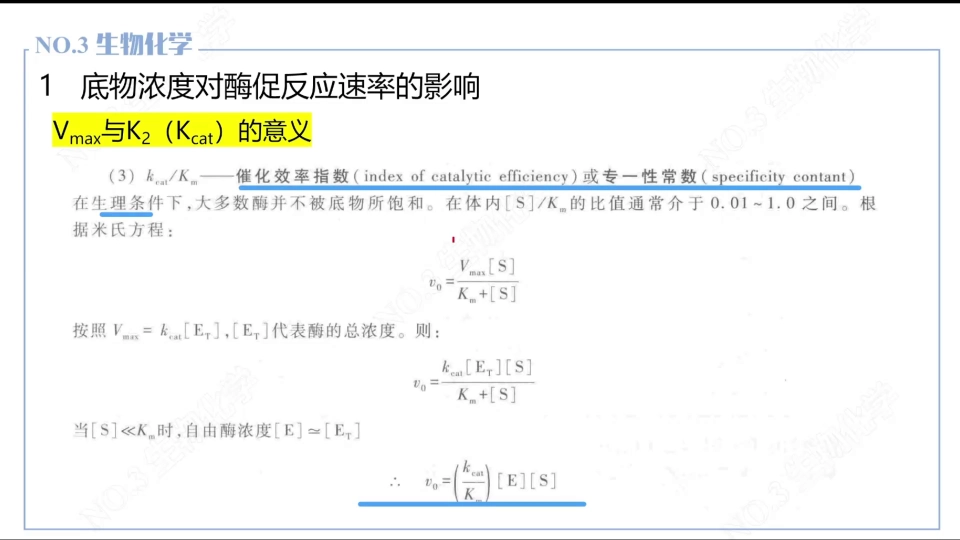 NO.3 生物化学
1 底物浓度对酶促反应速率的影响
Vmax与K2（Kcat）的意义
(3) kcat/Km——催化效率指数(index of catalytic efficiency)或专一性常数(specificity contant)
在生理条件下,大多数酶并不被底物所饱和。在体内[S]/Km的比值通常介于0.01~1.0之间。根
据米氏方程:
v0=Vmax[S]/Km+[S]
按照Vmax=kcat[ET],[ET]代表酶的总浓度。则:
v0=kcat[ET][S]/Km+[S]
当[S]≪Km时,自由酶浓度[E]≃[ET]
∴ v0=(kcat/Km)[E][S]